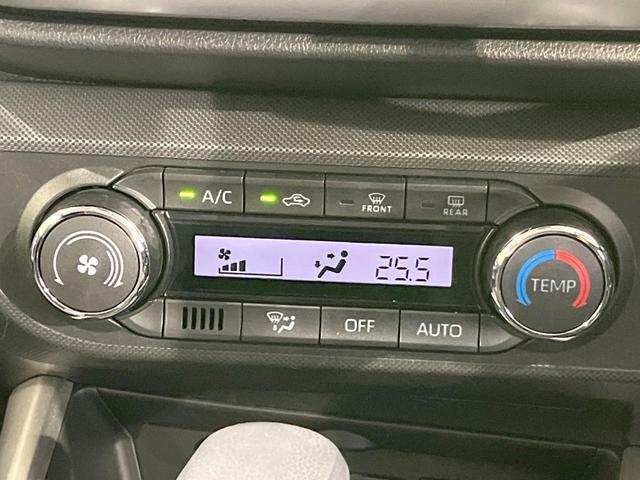 A/C
FRONT
REAR
25.5
TEMP
OFF
AUTO